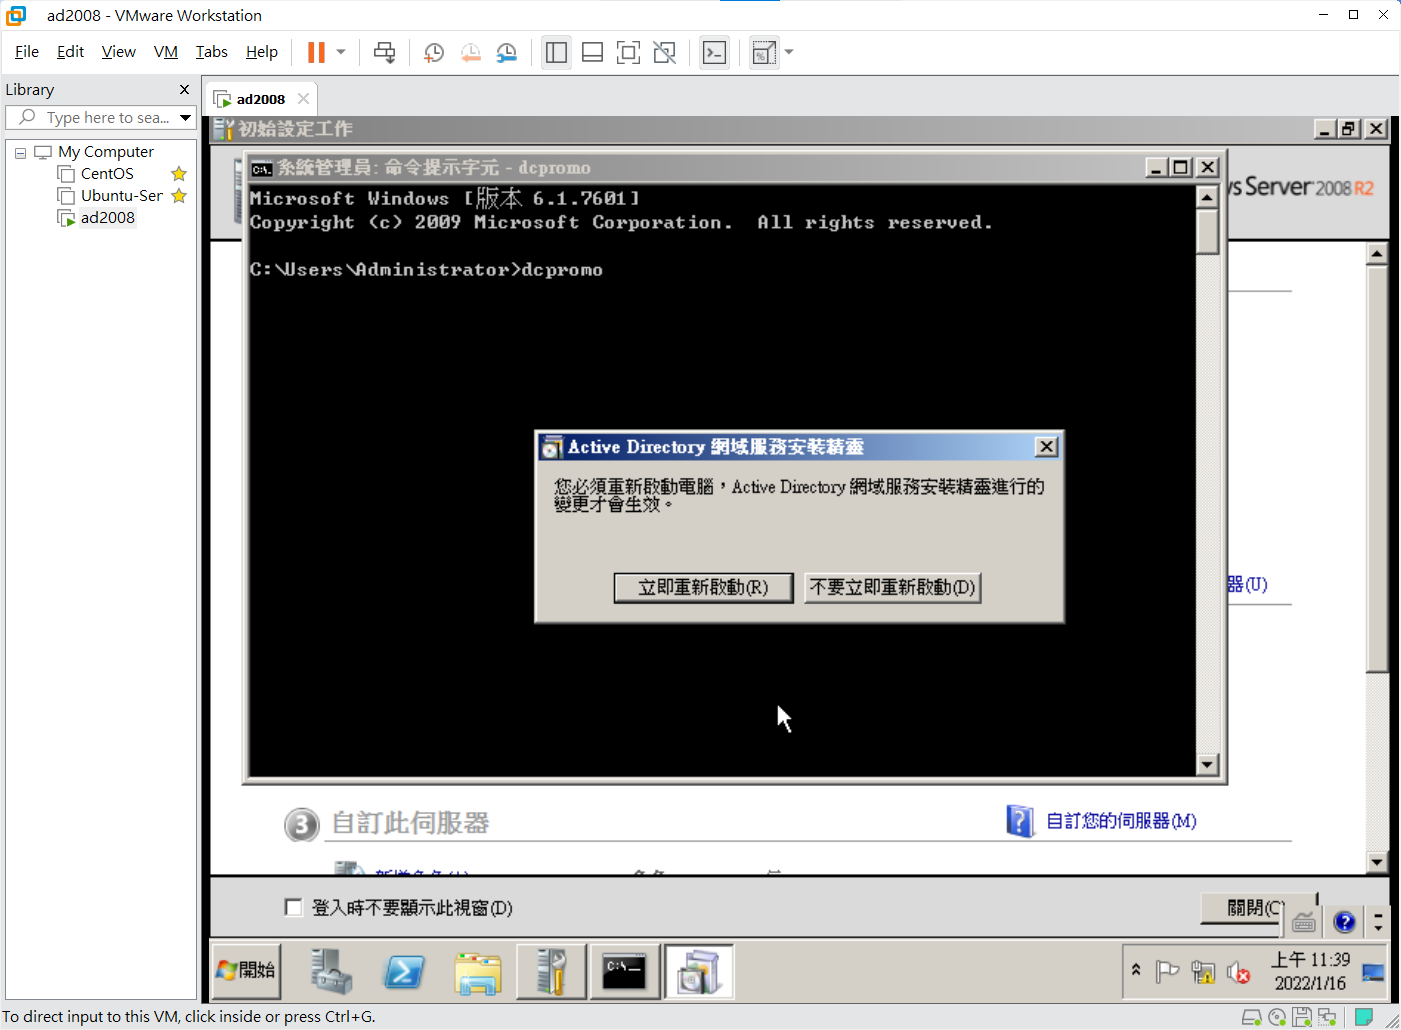 ad2008 - VMware Workstation
File Edit View VM Tabs Help
Library
Type here to sea...
My Computer
CentOS
Ubuntu-Ser
ad2008
ad2008
初始設定工作
系統管理員: 命令提示字元 - dcpromo
s Server 2008 R2
Microsoft Windows [版本 6.1.7601]
Copyright (c) 2009 Microsoft Corporation.  All rights reserved.
C:\Users\Administrator>dcpromo
Active Directory 網域服務安裝精靈
您必須重新啟動電腦，Active Directory 網域服務安裝精靈進行的
變更才會生效。
立即重新啟動(R) 不要立即重新啟動(D)
器(U)
3 自訂此伺服器 自訂您的伺服器(M)
登入時不要顯示此視窗(D) 關閉(C)
開始
上午 11:39
2022/1/16
To direct input to this VM, click inside or press Ctrl+G.